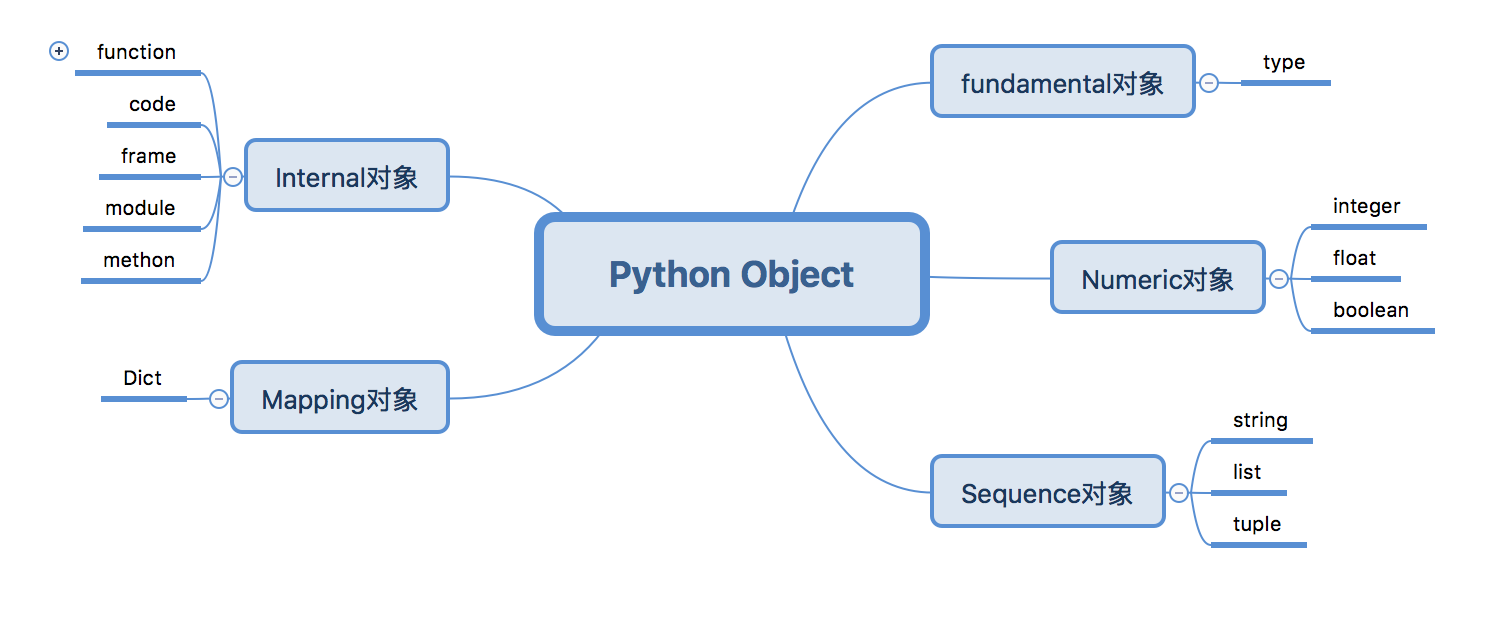 Python Object
fundamental对象
type
Numeric对象
integer
float
boolean
Sequence对象
string
list
tuple
Internal对象
function
code
frame
module
methon
Mapping对象
Dict